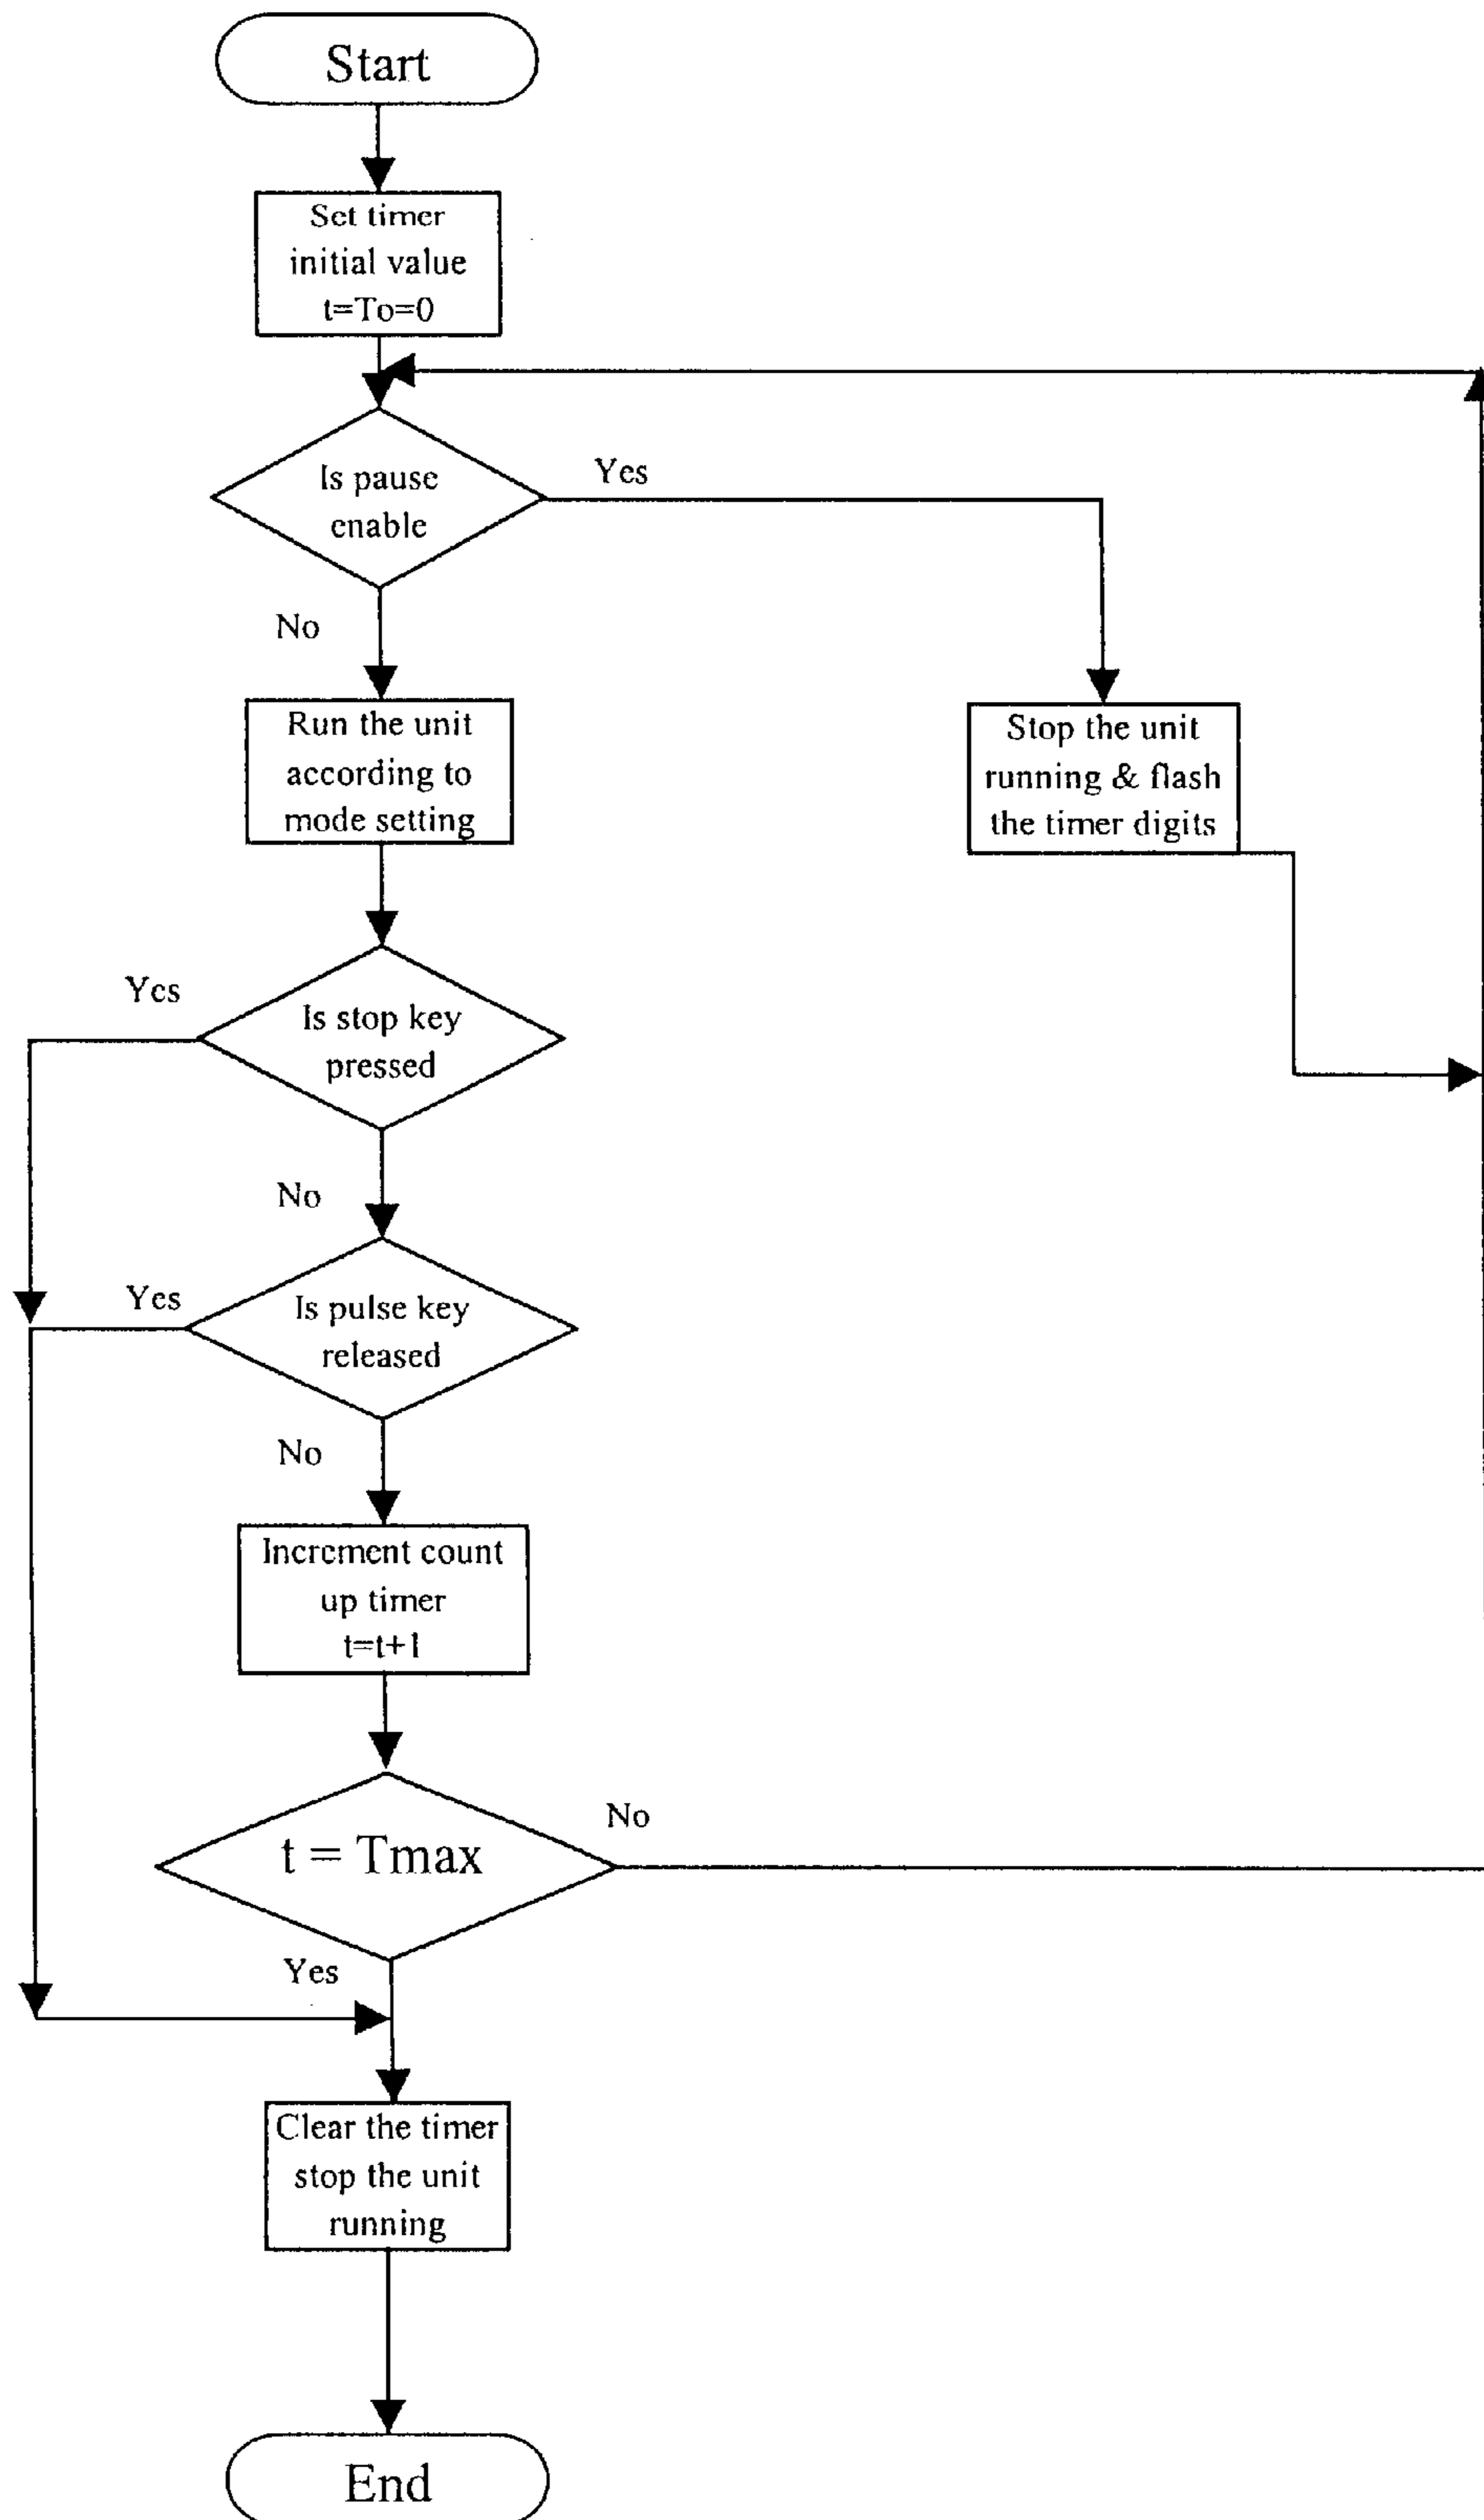 Start
Set timer
initial value
t=To=0
Is pause
enable
Yes
No
Run the unit
according to
mode setting
Stop the unit
running & flash
the timer digits
Yes
Is stop key
pressed
No
Yes
Is pulse key
released
No
Increment count
up timer
t=t+1
t = Tmax
No
Yes
Clear the timer
stop the unit
running
End